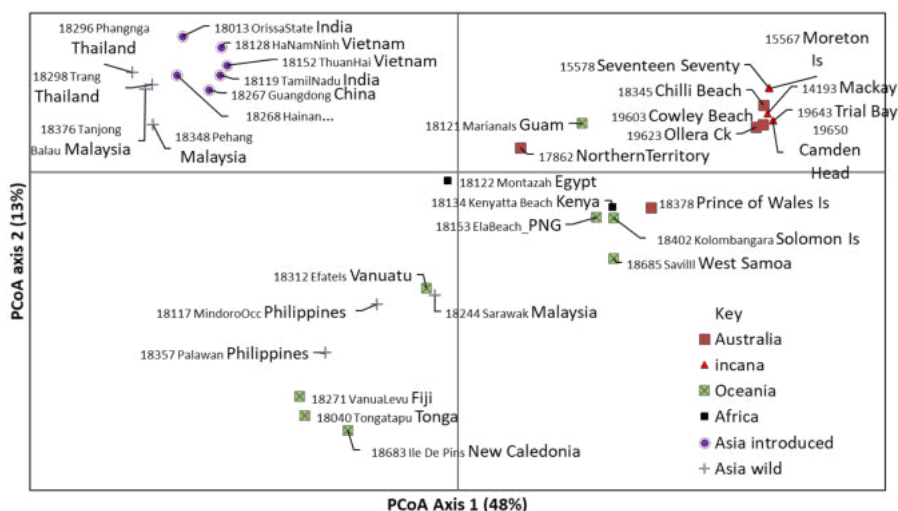 18296 Phangnga
Thailand
18298 Trang
Thailand
18376 Tanjong
Balau Malaysia
18348 Pehang
Malaysia
18013 OrissaState India
18128 HaNamNinh Vietnam
18152 ThuanHai Vietnam
18119 TamilNadu India
18267 Guangdong China
18268 Hainan...
15567 Moreton
Is
15578 Seventeen Seventy
18345 Chilli Beach
14193 Mackay
19603 Cowley Beach
19643 Trial Bay
19623 Ollera Ck
19650
Camden
Head
18121 Marianals Guam
17862 NorthernTerritory
18122 Montazah Egypt
18134 Kenyatta Beach Kenya
18378 Prince of Wales Is
18153 ElaBeach_PNG
18402 Kolombangara Solomon Is
18685 SaviIII West Samoa
18312 EfateIs Vanuatu
18117 MindoroOcc Philippines
18244 Sarawak Malaysia
18357 Palawan Philippines
18271 VanuaLevu Fiji
18040 Tongatapu Tonga
18683 Ile De Pins New Caledonia
Key
Australia
incana
Oceania
Africa
Asia introduced
Asia wild
PCoA axis 2 (13%)
PCoA Axis 1 (48%)